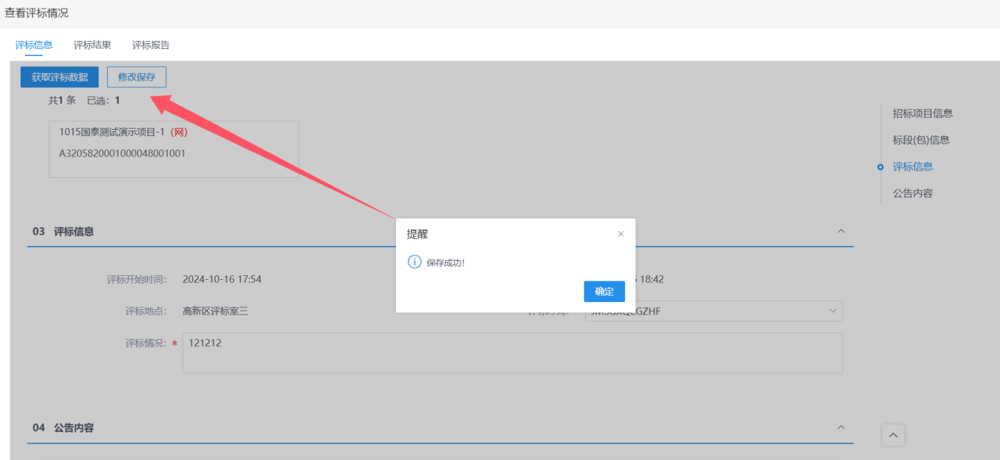 查看评标情况
评标信息 评标结果 评标报告
获取评标数据 修改保存
共1 条 已选：1
招标项目信息
1015国泰测试演示项目-1（网）
标段(包)信息
A3205820001000048001001
评标信息
公告内容
03 评标信息
提醒 ×
保存成功!
评标开始时间： 2024-10-16 17:54
18:42
确定
评标地点： 高新区评标室三
评标情况：* 121212
04 公告内容